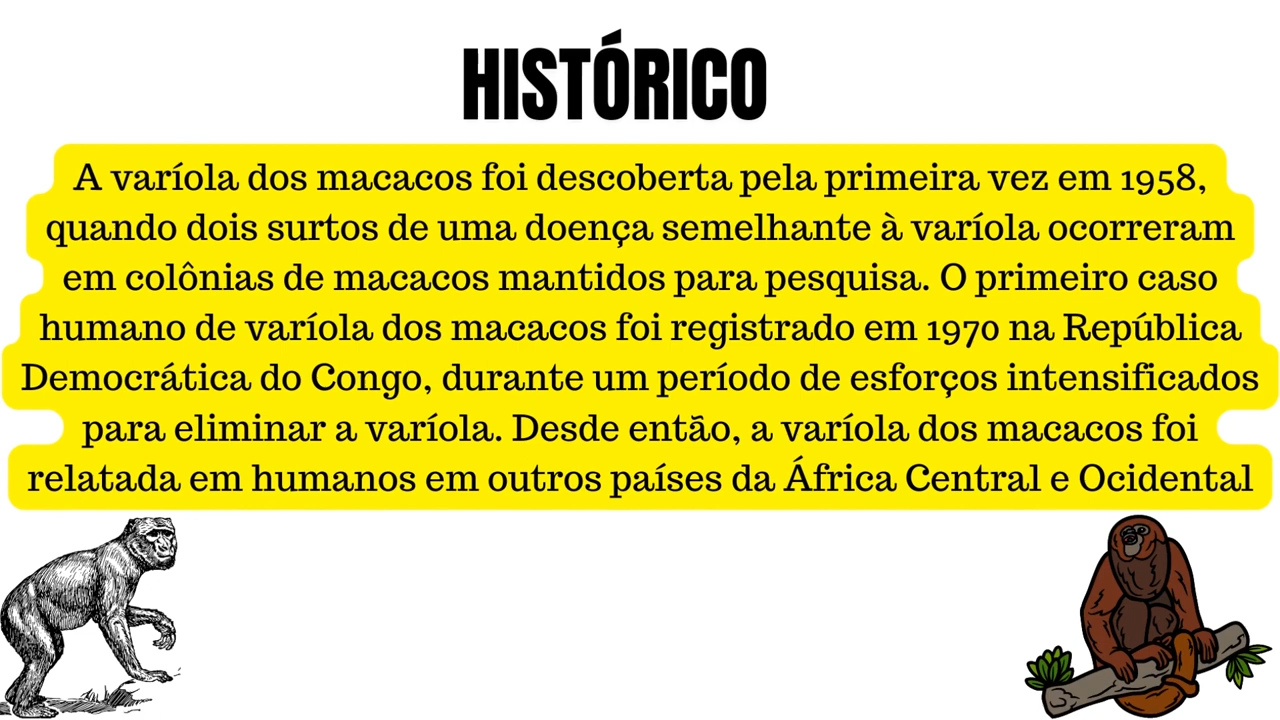 HISTÓRICO
A varíola dos macacos foi descoberta pela primeira vez em 1958,
quando dois surtos de uma doença semelhante à varíola ocorreram
em colônias de macacos mantidos para pesquisa. O primeiro caso
humano de varíola dos macacos foi registrado em 1970 na República
Democrática do Congo, durante um período de esforços intensificados
para eliminar a varíola. Desde então, a varíola dos macacos foi
relatada em humanos em outros países da África Central e Ocidental